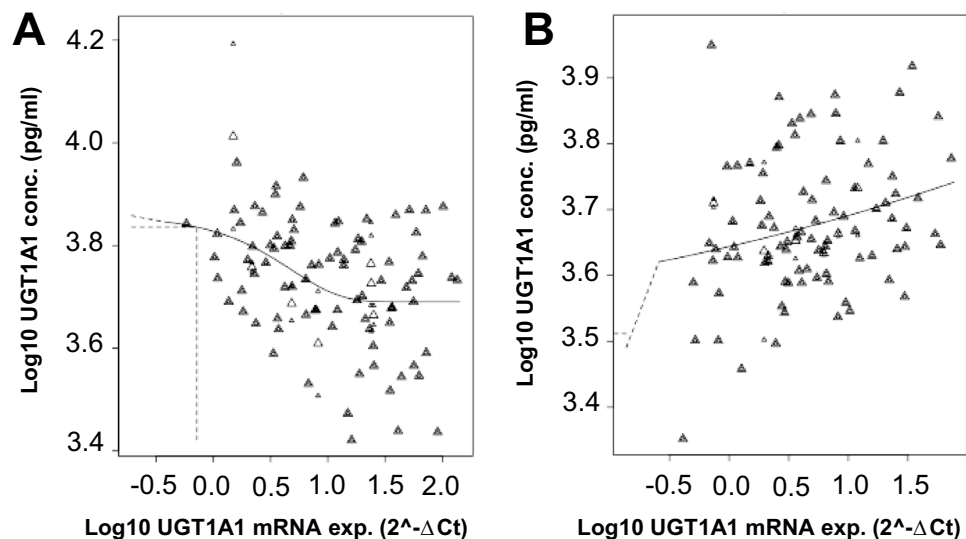 A
B
Log10 UGT1A1 conc. (pg/ml)
4.2
4.0
3.8
3.6
3.4
-0.5 0.0 0.5 1.0 1.5 2.0
Log10 UGT1A1 mRNA exp. (2^-ΔCt)
Log10 UGT1A1 conc. (pg/ml)
3.9
3.8
3.7
3.6
3.5
3.4
-0.5 0.0 0.5 1.0 1.5
Log10 UGT1A1 mRNA exp. (2^-ΔCt)